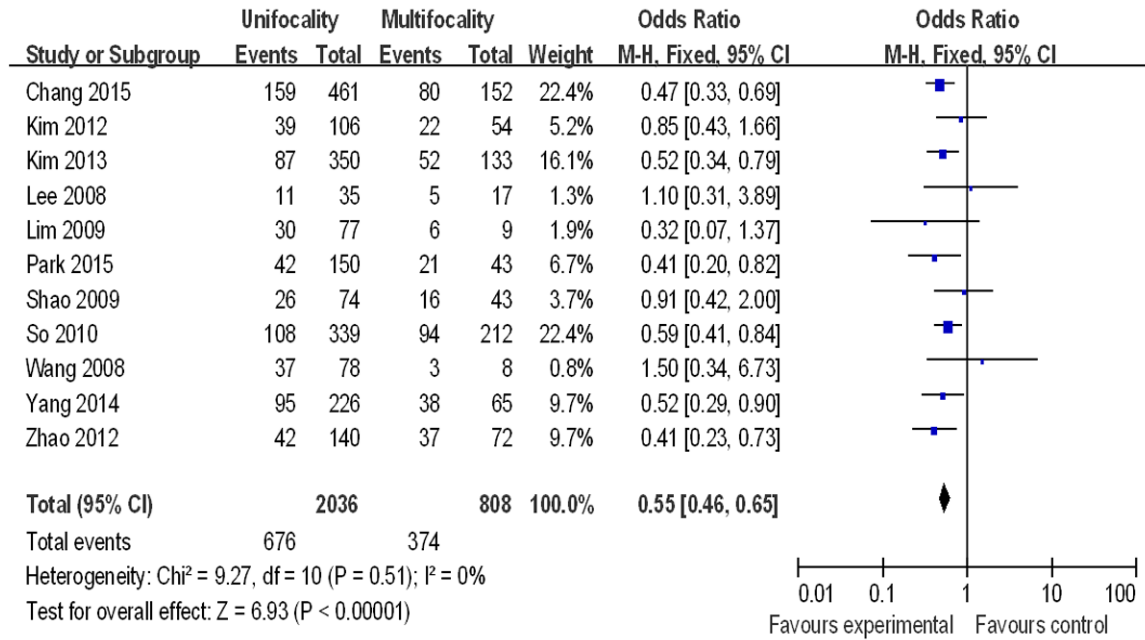 Unifocality Multifocality Odds Ratio Odds Ratio
Study or Subgroup Events Total Events Total Weight M-H, Fixed, 95% CI M-H, Fixed, 95% CI
Chang 2015 159 461 80 152 22.4% 0.47 [0.33, 0.69]
Kim 2012 39 106 22 54 5.2% 0.85 [0.43, 1.66]
Kim 2013 87 350 52 133 16.1% 0.52 [0.34, 0.79]
Lee 2008 11 35 5 17 1.3% 1.10 [0.31, 3.89]
Lim 2009 30 77 6 9 1.9% 0.32 [0.07, 1.37]
Park 2015 42 150 21 43 6.7% 0.41 [0.20, 0.82]
Shao 2009 26 74 16 43 3.7% 0.91 [0.42, 2.00]
So 2010 108 339 94 212 22.4% 0.59 [0.41, 0.84]
Wang 2008 37 78 3 8 0.8% 1.50 [0.34, 6.73]
Yang 2014 95 226 38 65 9.7% 0.52 [0.29, 0.90]
Zhao 2012 42 140 37 72 9.7% 0.41 [0.23, 0.73]
Total (95% CI) 2036 808 100.0% 0.55 [0.46, 0.65]
Total events 676 374
Heterogeneity: Chi² = 9.27, df = 10 (P = 0.51); I² = 0%
Test for overall effect: Z = 6.93 (P < 0.00001)
0.01 0.1 1 10 100
Favours experimental Favours control